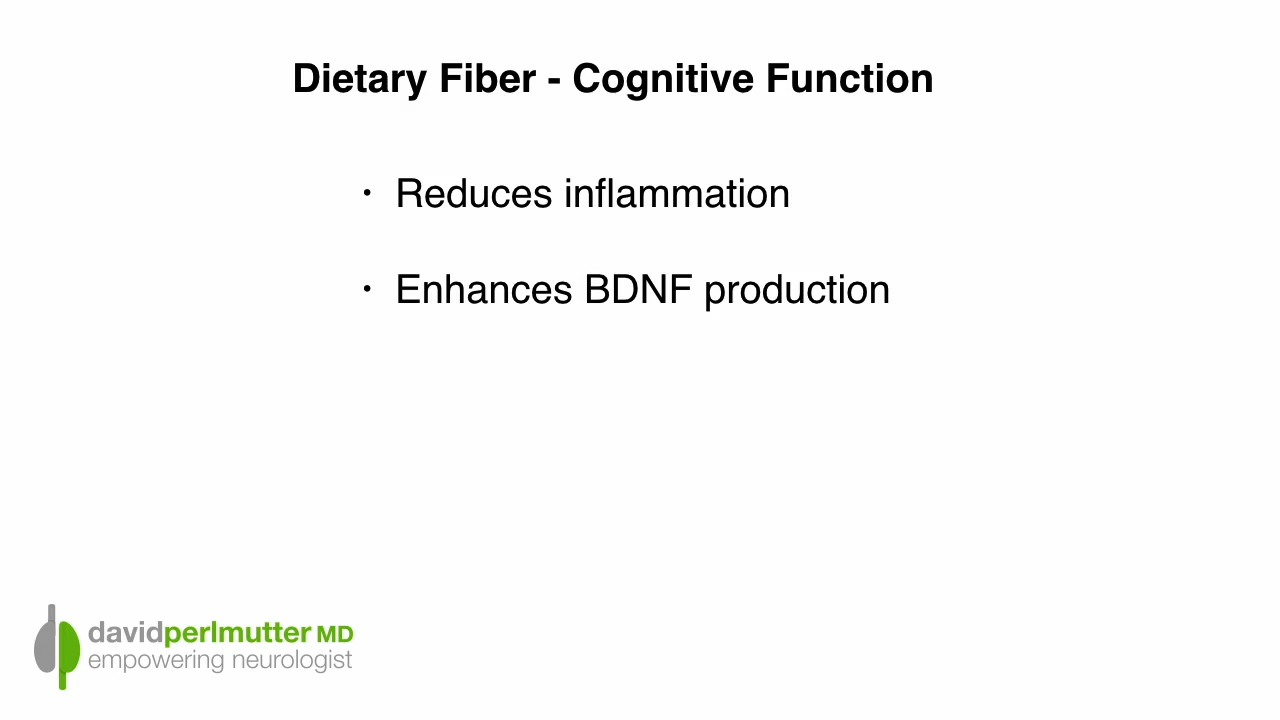 Dietary Fiber - Cognitive Function
· Reduces inflammation
· Enhances BDNF production
davidperlmutter MD
empowering neurologist